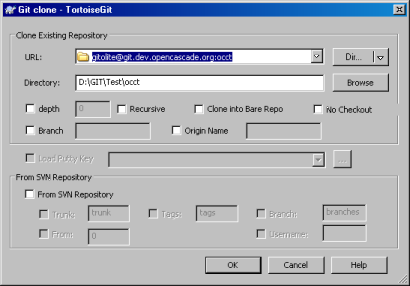 Git clone - TortoiseGit
Clone Existing Repository
URL: gitolite@git.dev.opencascade.org:occt Dir...
Directory: D:\GIT\Test\occt Browse
depth 0 Recursive Clone into Bare Repo No Checkout
Branch Origin Name
Load Putty Key ...
From SVN Repository
From SVN Repository
Trunk: trunk Tags: tags Branch: branches
From: 0 Username:
OK Cancel Help